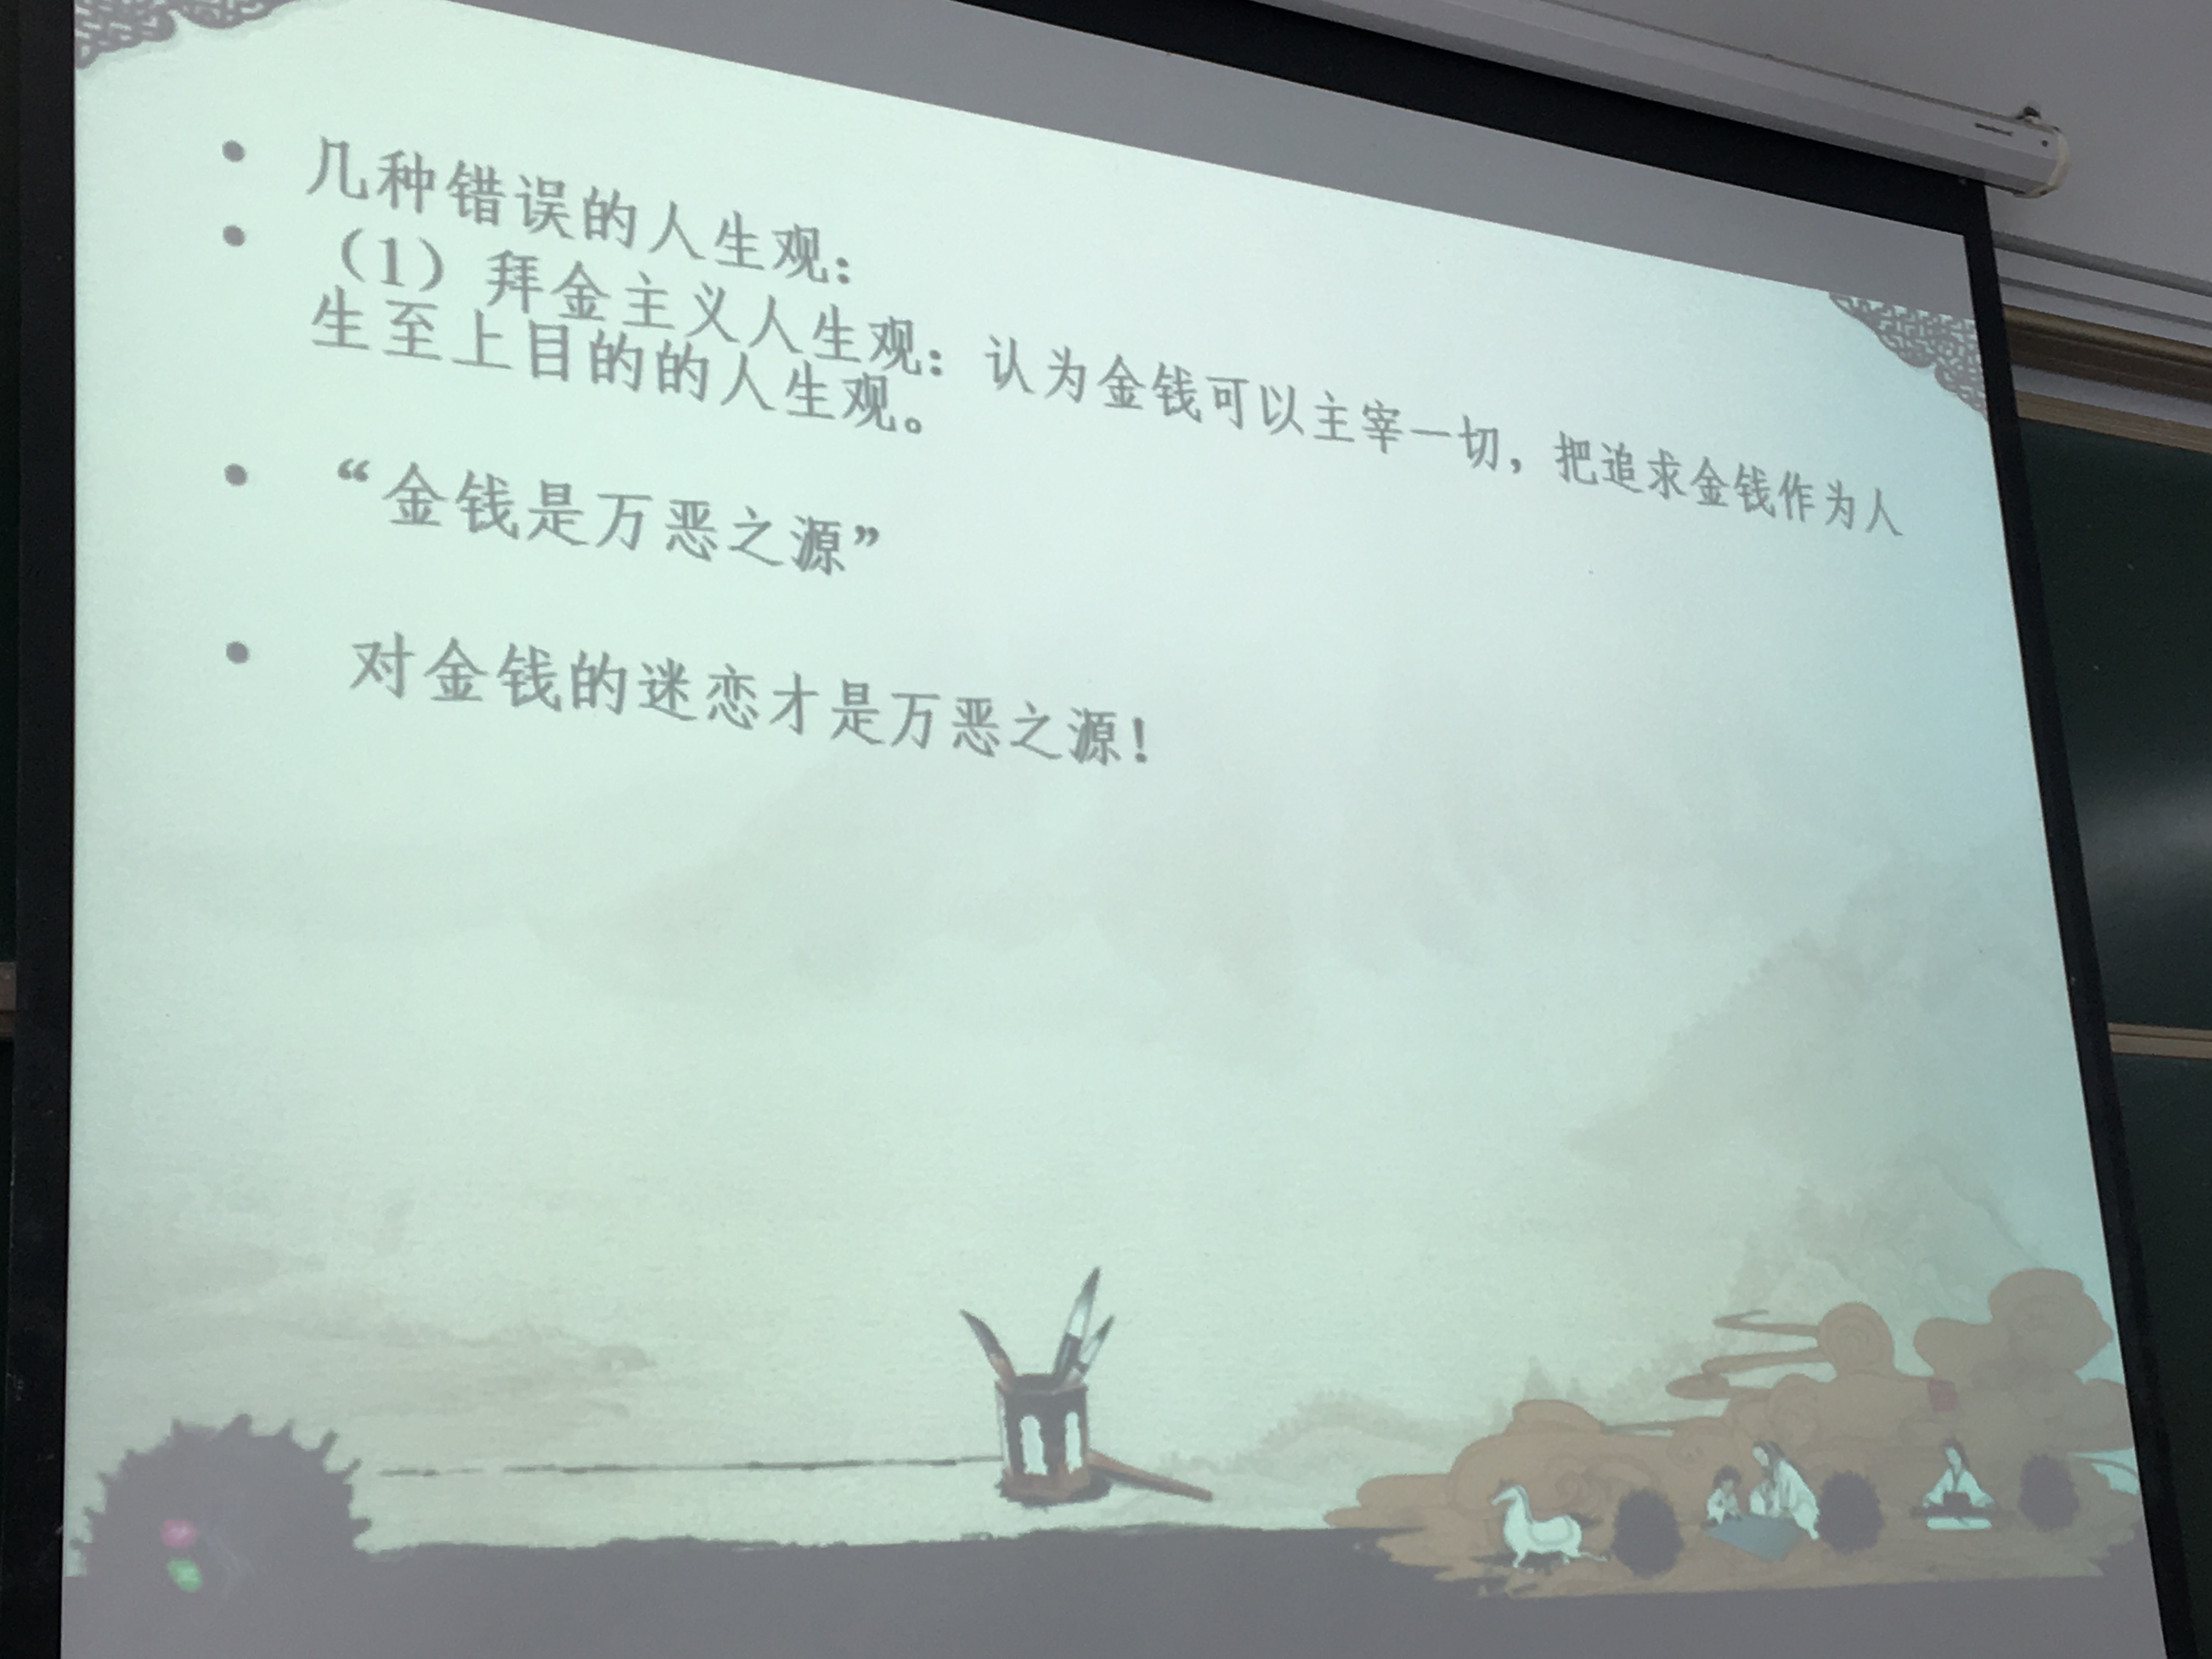 • 几种错误的人生观：
• （1）拜金主义人生观：认为金钱可以主宰一切，把追求金钱作为人
生至上目的的人生观。
• “金钱是万恶之源”
• 对金钱的迷恋才是万恶之源！